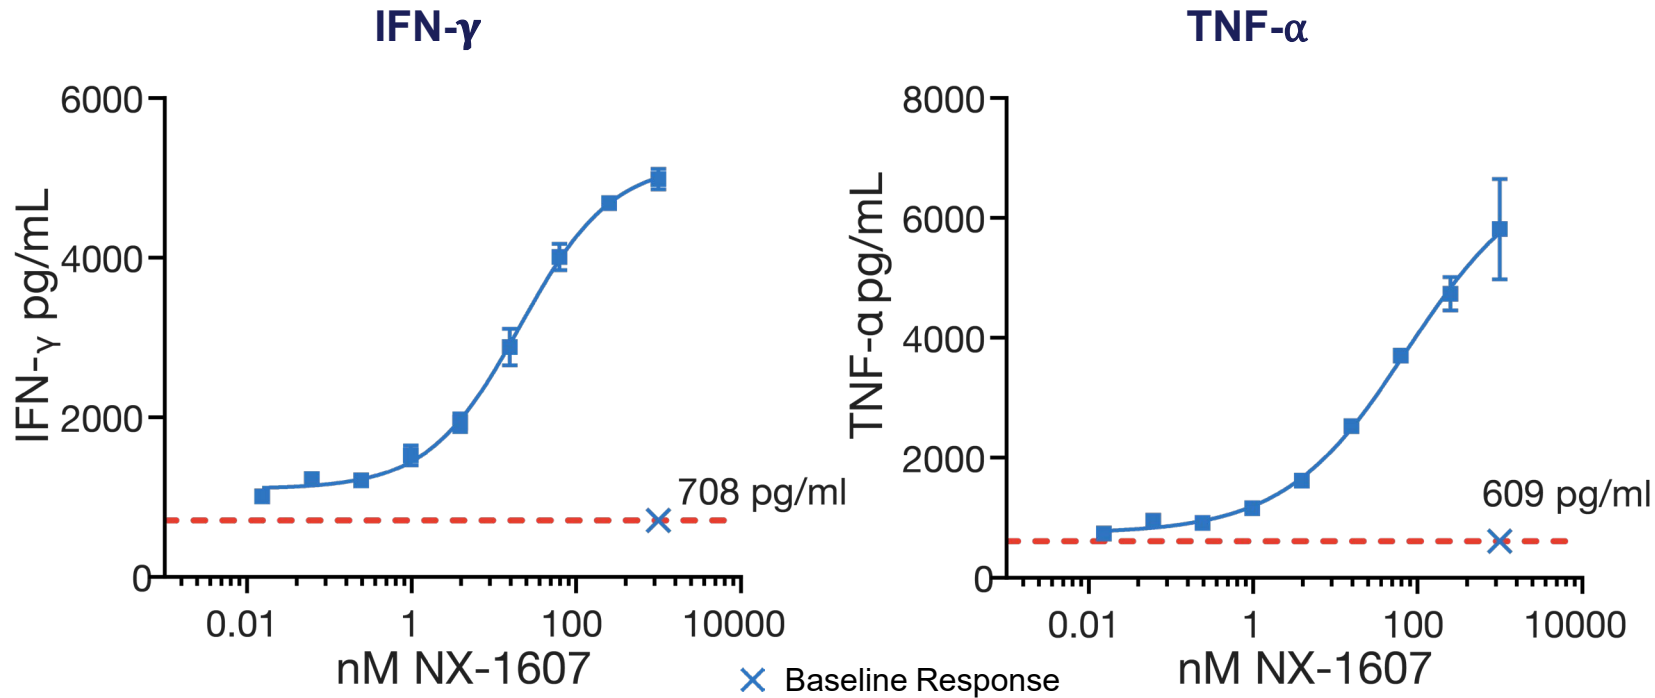 IFN-γ
6000
4000
2000
0
IFN-γ pg/mL
708 pg/ml
0.01 1 100 10000
nM NX-1607
TNF-α
8000
6000
4000
2000
0
TNF-α pg/mL
609 pg/ml
0.01 1 100 10000
nM NX-1607
Baseline Response